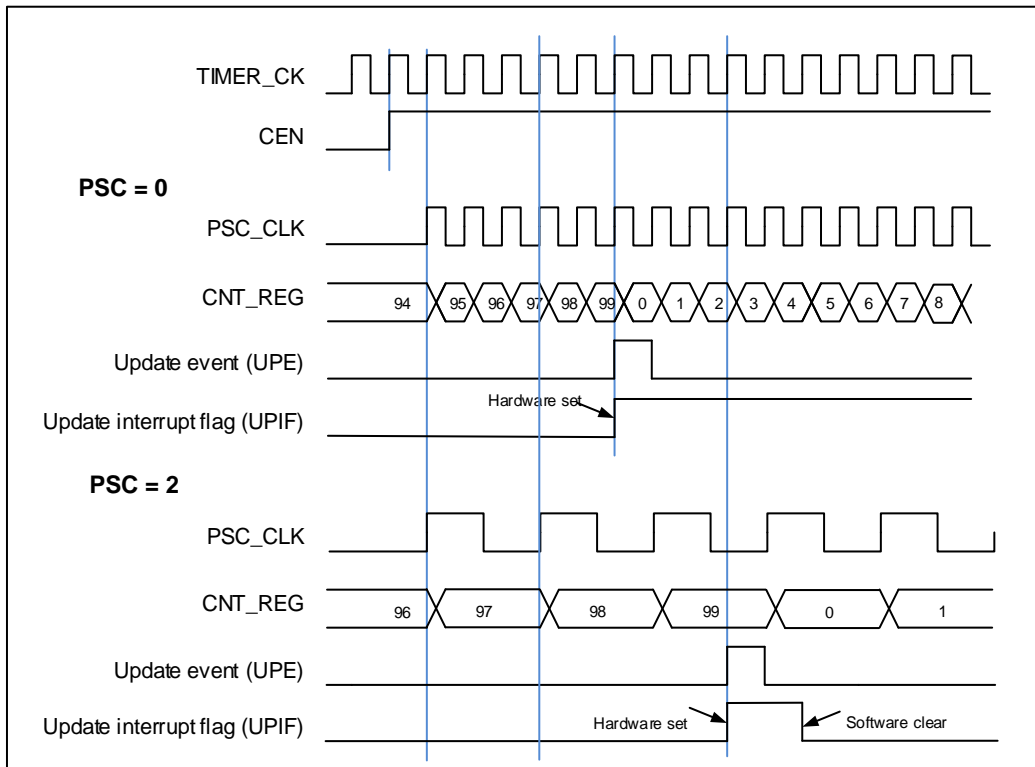 TIMER_CK
CEN
PSC = 0
PSC_CLK
CNT_REG 94 95 96 97 98 99 0 1 2 3 4 5 6 7 8
Update event (UPE)
Hardware set
Update interrupt flag (UPIF)
PSC = 2
PSC_CLK
CNT_REG 96 97 98 99 0 1
Update event (UPE)
Update interrupt flag (UPIF) Hardware set Software clear